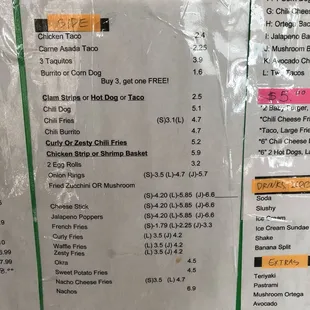 SIDE
Chicken Taco 2.4
Carne Asada Taco 2.25
3 Taquitos 3.9
Burrito or Corn Dog 1.6
Buy 3, get one FREE!
Clam Strips or Hot Dog or Taco 2.5
Chili Dog 5.1
Chili Fries (S)3.1(L) 4.7
Chili Burrito 4.7
Curly Or Zesty Chili Fries 5.2
Chicken Strip or Shrimp Basket 5.9
2 Egg Rolls 3.2
Onion Rings (S)-3.5 (L)-4.7 (J)-5.7
Fried Zucchini OR Mushroom
(S)-4.20 (L)-5.85 (J)-6.6
Cheese Stick (S)-4.20 (L)-5.85 (J)-6.6
Jalapeno Poppers (S)-4.20 (L)-5.85 (J)-6.6
French Fries (S)-1.79 (L)-2.25 (J)-3.3
Curly Fries (L) 3.5 (J) 4.2
Waffle Fries (L) 3.5 (J) 4.2
Zesty Fries (L) 3.5 (J) 4.2
Okra 4.5
Sweet Potato Fries 4.5
Nacho Cheese Fries (S)3.5 (L) 4.7
Nachos 6.9
G: Chili Chees
H: Ortega
I: Jalapeno
J: Mushroom B
K: Avocado C
L: Two Tacos
$5
*Chili Cheese F
*Taco, Large Frie
*Chili Cheese
*2 Hot Dogs, L
Soda
Slushy
Ice Cream
Ice Cream Sundae
Shake
Banana Split
EXTRAS
Teriyaki
Pastrami
Mushroom Ortega
Avocado